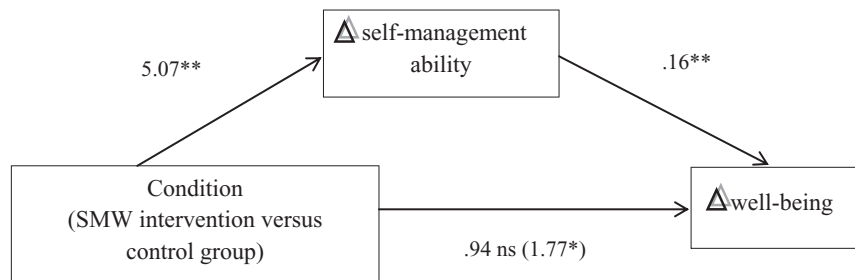 Δ self-management
ability
5.07**
.16**
Condition
(SMW intervention versus
control group)
Δ well-being
.94 ns (1.77*)